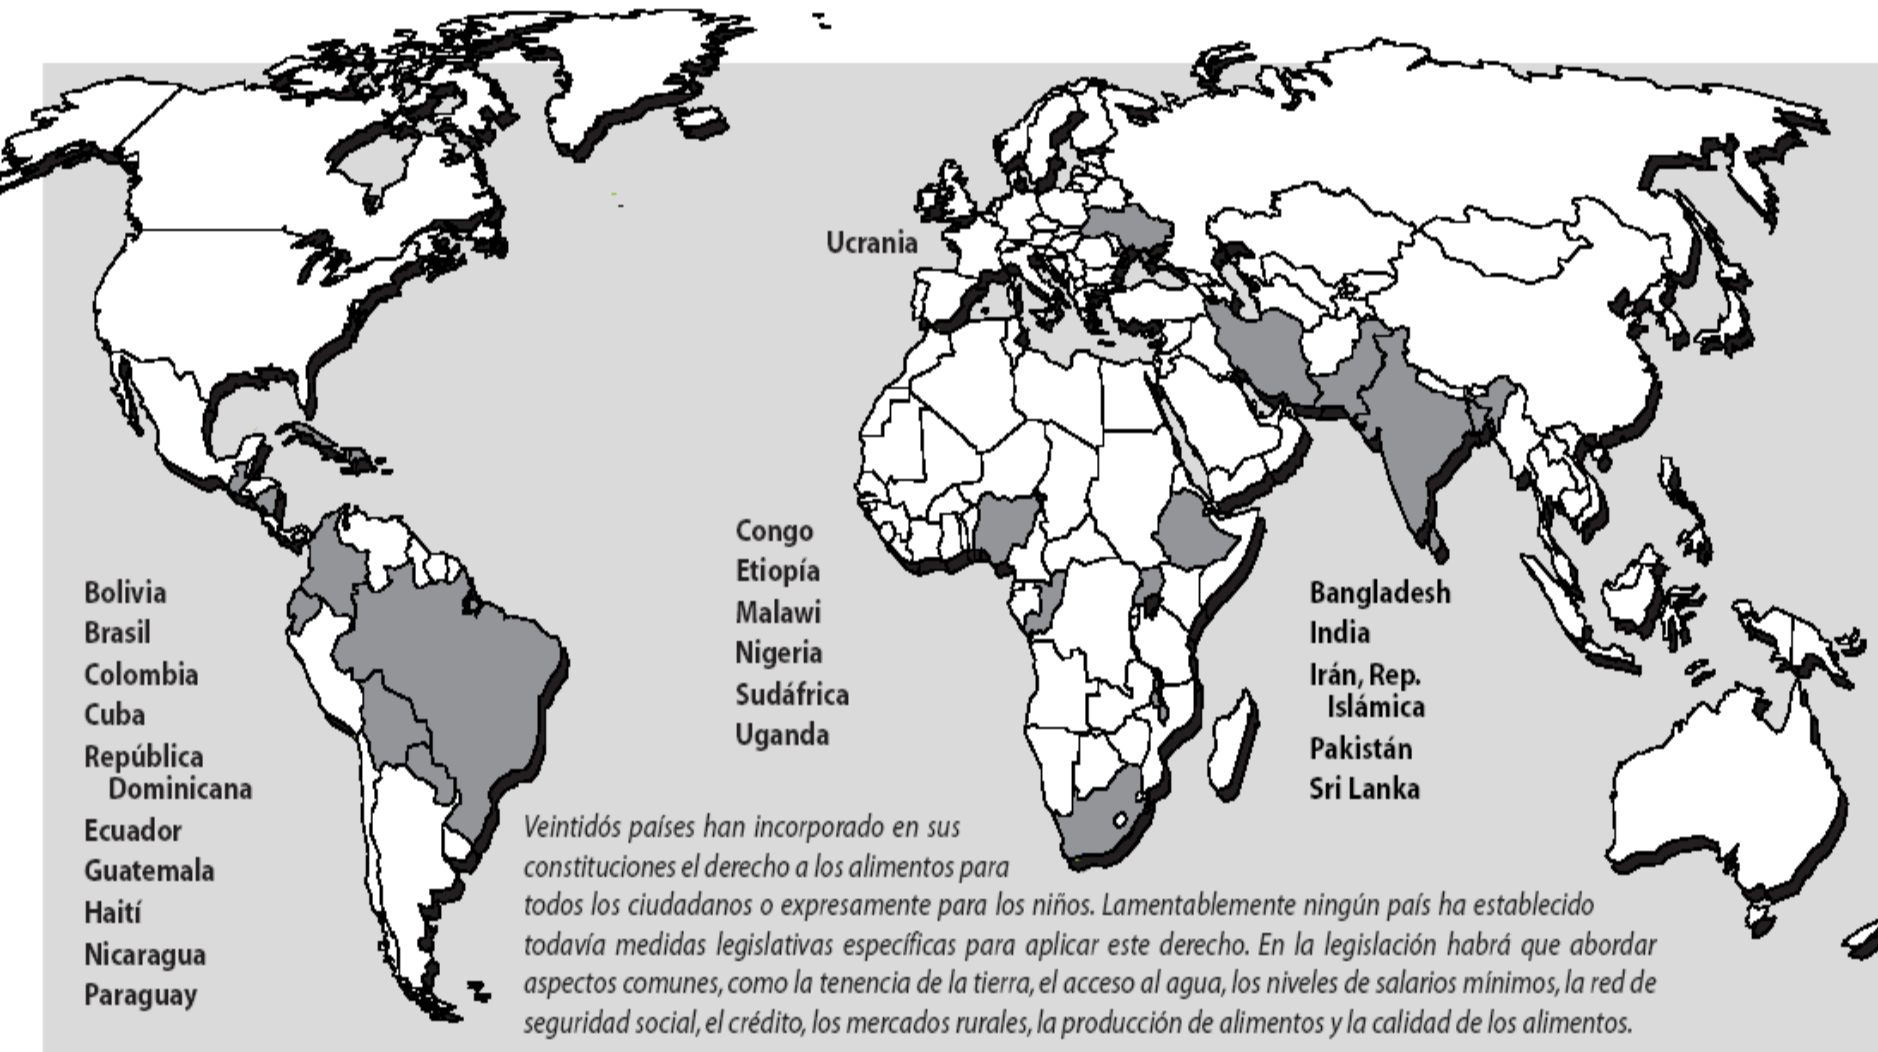 Ucrania
Bolivia
Brasil
Colombia
Cuba
República
Dominicana
Ecuador
Guatemala
Haití
Nicaragua
Paraguay
Congo
Etiopía
Malawi
Nigeria
Sudáfrica
Uganda
Bangladesh
India
Irán, Rep.
Islámica
Pakistán
Sri Lanka
Veintidós países han incorporado en sus
constituciones el derecho a los alimentos para
todos los ciudadanos o expresamente para los niños. Lamentablemente ningún país ha establecido
todavía medidas legislativas específicas para aplicar este derecho. En la legislación habrá que abordar
aspectos comunes, como la tenencia de la tierra, el acceso al agua, los niveles de salarios mínimos, la red de
seguridad social, el crédito, los mercados rurales, la producción de alimentos y la calidad de los alimentos.